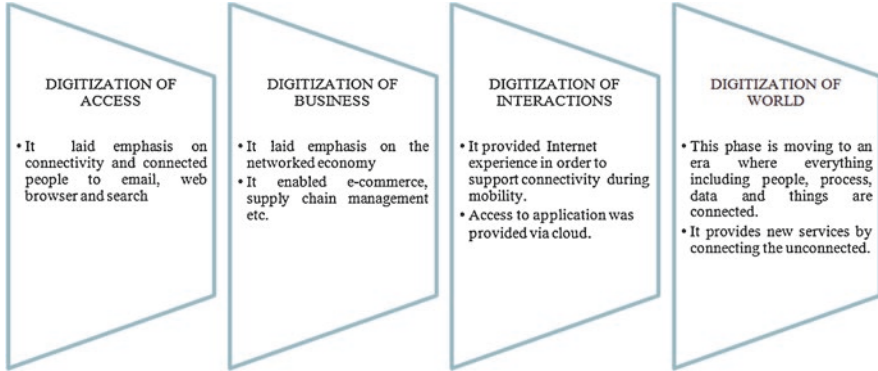 DIGITIZATION OF
ACCESS
• It laid emphasis on
connectivity and connected
people to email, web
browser and search
DIGITIZATION OF
BUSINESS
• It laid emphasis on the
networked economy
• It enabled e-commerce,
supply chain management
etc.
DIGITIZATION OF
INTERACTIONS
• It provided Internet
experience in order to
support connectivity during
mobility.
• Access to application was
provided via cloud.
DIGITIZATION OF
WORLD
• This phase is moving to an
era where everything
including people, process,
data and things are
connected.
• It provides new services by
connecting the unconnected.